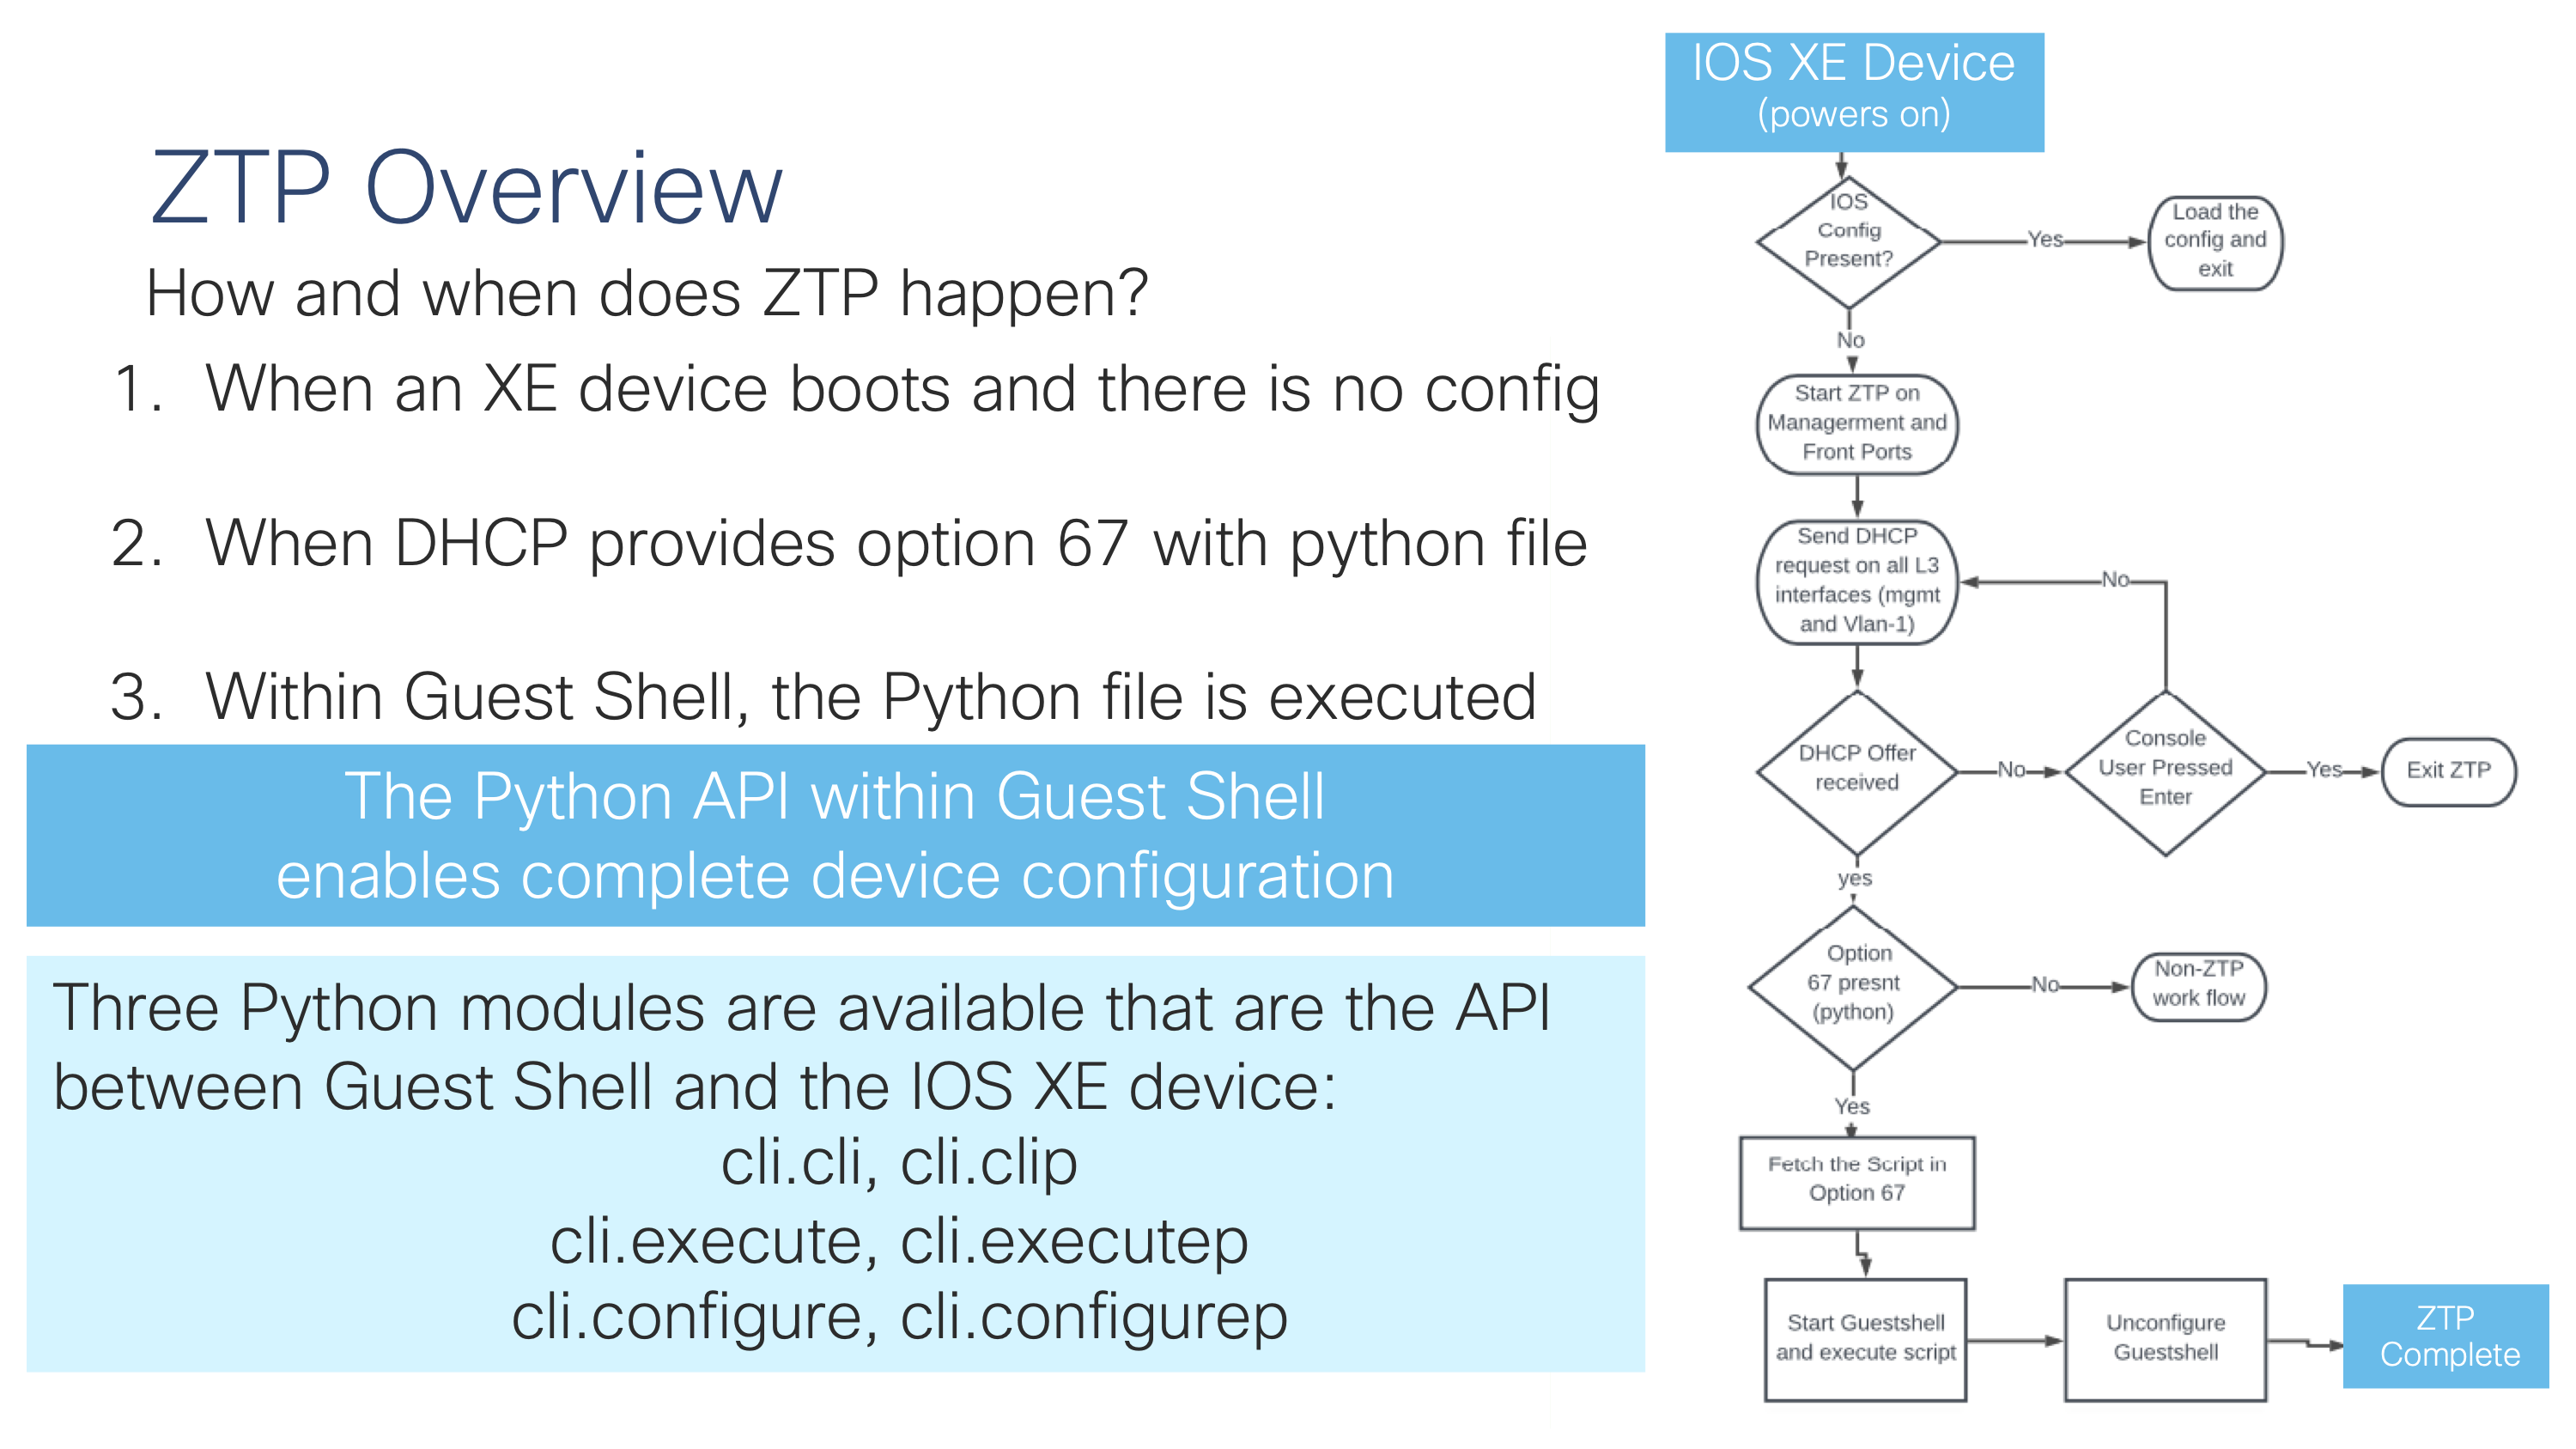 ZTP Overview
How and when does ZTP happen?
1. When an XE device boots and there is no config
2. When DHCP provides option 67 with python file
3. Within Guest Shell, the Python file is executed
The Python API within Guest Shell
enables complete device configuration
Three Python modules are available that are the API
between Guest Shell and the IOS XE device:
cli.cli, cli.clip
cli.execute, cli.executep
cli.configure, cli.configurep
IOS XE Device
(powers on)
IOS
Config
Present?
Yes
Load the
config and
exit
No
Start ZTP on
Managerment and
Front Ports
Send DHCP
request on all L3
interfaces (mgmt
and Vlan-1)
No
DHCP Offer
received
No
Console
User Pressed
Enter
Yes
Exit ZTP
yes
Option
67 presnt
(python)
No
Non-ZTP
work flow
Yes
Fetch the Script in
Option 67
Start Guestshell
and execute script
Unconfigure
Guestshell
ZTP
Complete